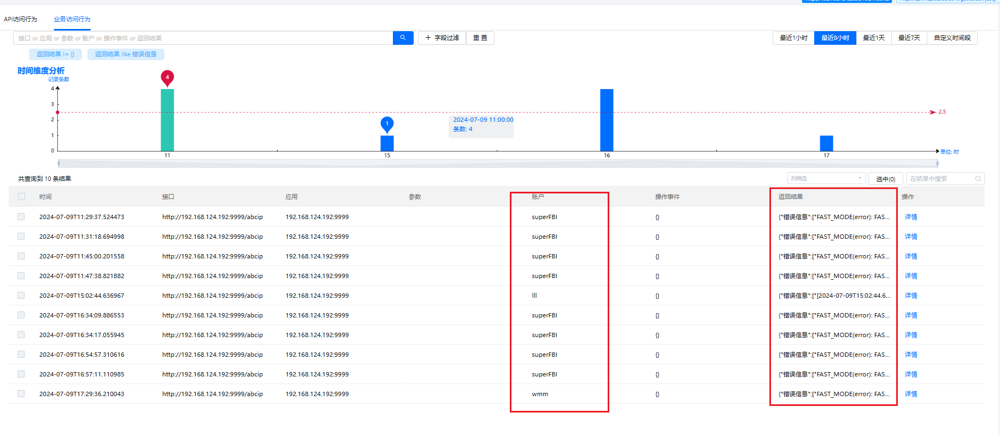 API访问行为 业务访问行为
接口 or 应用 or 参数 or 账户 or 操作事件 or 返回结果 字段过滤 重置 最近1小时 最近8小时 最近1天 最近7天 自定义时间段
返回结果 != {} 返回结果 like 错误信息
时间维度分析
记录条数
4
3
2
1
0
4
1
2.5
2024-07-09 11:00:00
条数: 4
11 15 16 17
单位: 时
共查询到 10 条结果 列筛选 选中(0) 在结果中搜索
时间 接口 应用 参数 账户 操作事件 返回结果 操作
2024-07-09T11:29:37.524473 http://192.168.124.192:9999/abcip 192.168.124.192:9999 superFBI {} {"错误信息":["FAST_MODE(error): FAS... 详情
2024-07-09T11:31:18.694998 http://192.168.124.192:9999/abcip 192.168.124.192:9999 superFBI {} {"错误信息":["FAST_MODE(error): FAS... 详情
2024-07-09T11:45:00.201558 http://192.168.124.192:9999/abcip 192.168.124.192:9999 superFBI {} {"错误信息":["FAST_MODE(error): FAS... 详情
2024-07-09T11:47:38.821882 http://192.168.124.192:9999/abcip 192.168.124.192:9999 superFBI {} {"错误信息":["FAST_MODE(error): FAS... 详情
2024-07-09T15:02:44.636967 http://192.168.124.192:9999/abcip 192.168.124.192:9999 lll {} {"错误信息":["[2024-07-09T15:02:44.6... 详情
2024-07-09T16:34:09.886553 http://192.168.124.192:9999/abcip 192.168.124.192:9999 superFBI {} {"错误信息":["FAST_MODE(error): FAS... 详情
2024-07-09T16:34:17.055945 http://192.168.124.192:9999/abcip 192.168.124.192:9999 superFBI {} {"错误信息":["FAST_MODE(error): FAS... 详情
2024-07-09T16:54:57.310616 http://192.168.124.192:9999/abcip 192.168.124.192:9999 superFBI {} {"错误信息":["FAST_MODE(error): FAS... 详情
2024-07-09T16:57:11.110985 http://192.168.124.192:9999/abcip 192.168.124.192:9999 superFBI {} {"错误信息":["FAST_MODE(error): FAS... 详情
2024-07-09T17:29:36.210043 http://192.168.124.192:9999/abcip 192.168.124.192:9999 wmm {} {"错误信息":["FAST_MODE(error): FAS... 详情